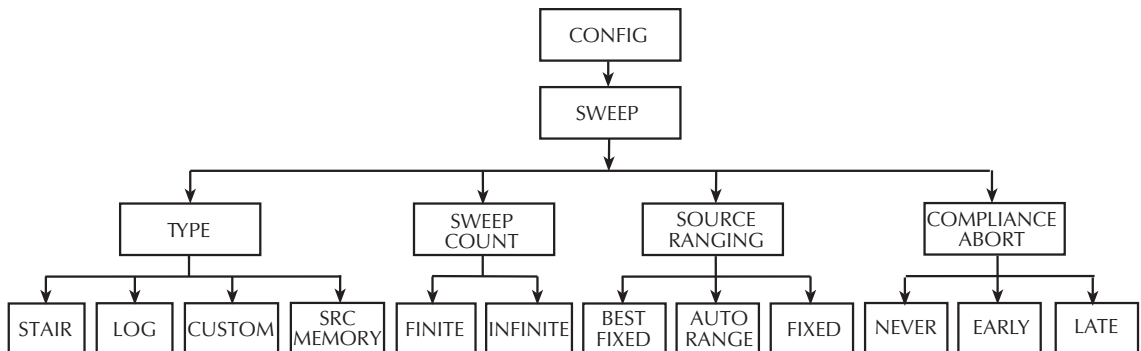 CONFIG
SWEEP
TYPE
SWEEP
COUNT
SOURCE
RANGING
COMPLIANCE
ABORT
STAIR
LOG
CUSTOM
SRC
MEMORY
FINITE
INFINITE
BEST
FIXED
AUTO
RANGE
FIXED
NEVER
EARLY
LATE